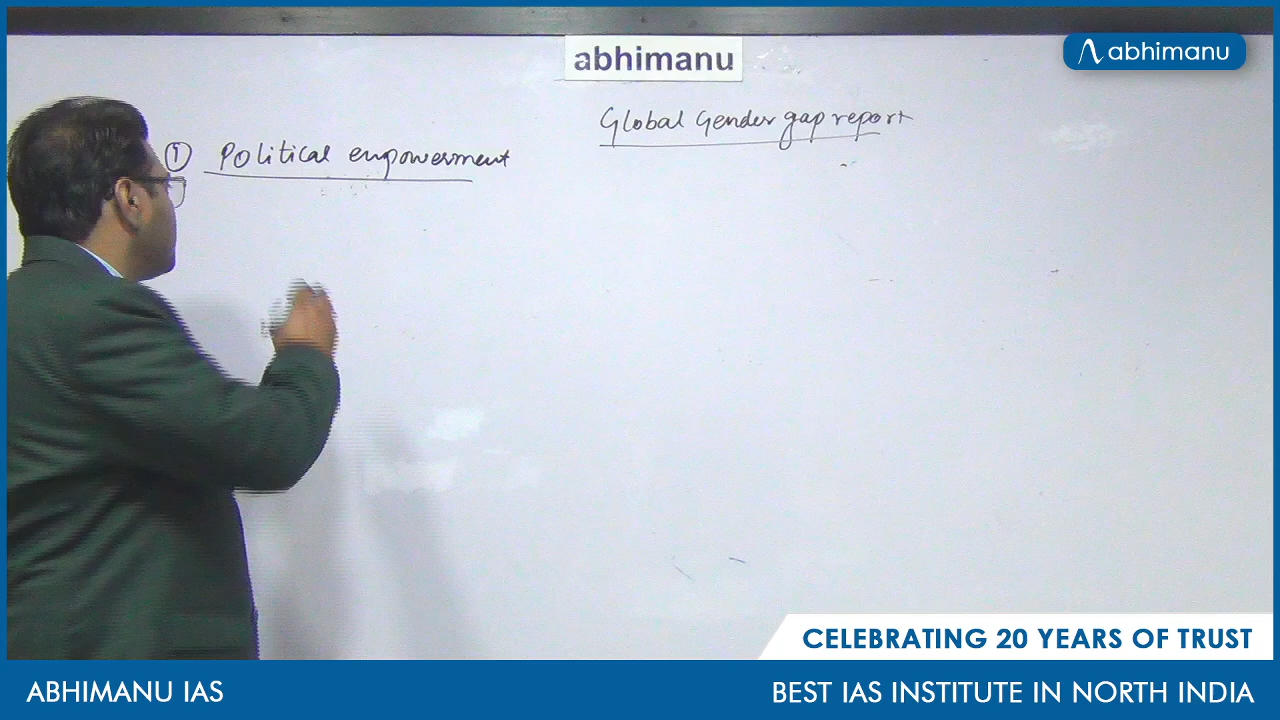 abhimanu
abhimanu
Global Gender gap report
① Political empowerment
CELEBRATING 20 YEARS OF TRUST
ABHIMANU IAS
BEST IAS INSTITUTE IN NORTH INDIA